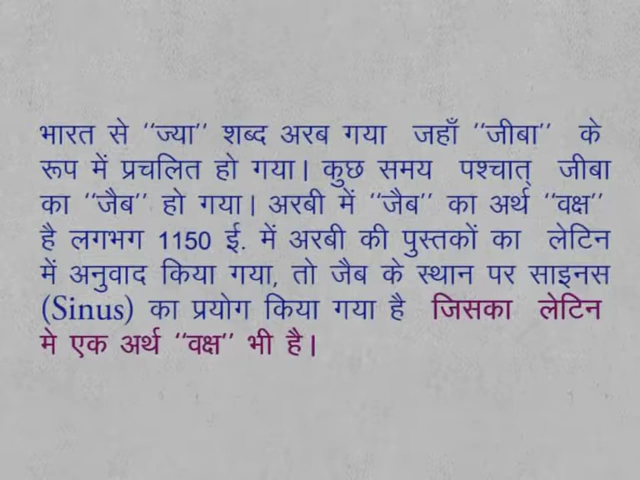 भारत से ''ज्या'' शब्द अरब गया जहाँ ''जीबा'' के
रूप में प्रचलित हो गया। कुछ समय पश्चात् जीबा
का ''जैब'' हो गया। अरबी में ''जैब'' का अर्थ ''वक्ष''
है लगभग 1150 ई. में अरबी की पुस्तकों का लेटिन
में अनुवाद किया गया, तो जैब के स्थान पर साइनस
(Sinus) का प्रयोग किया गया है जिसका लेटिन
मे एक अर्थ ''वक्ष'' भी है।